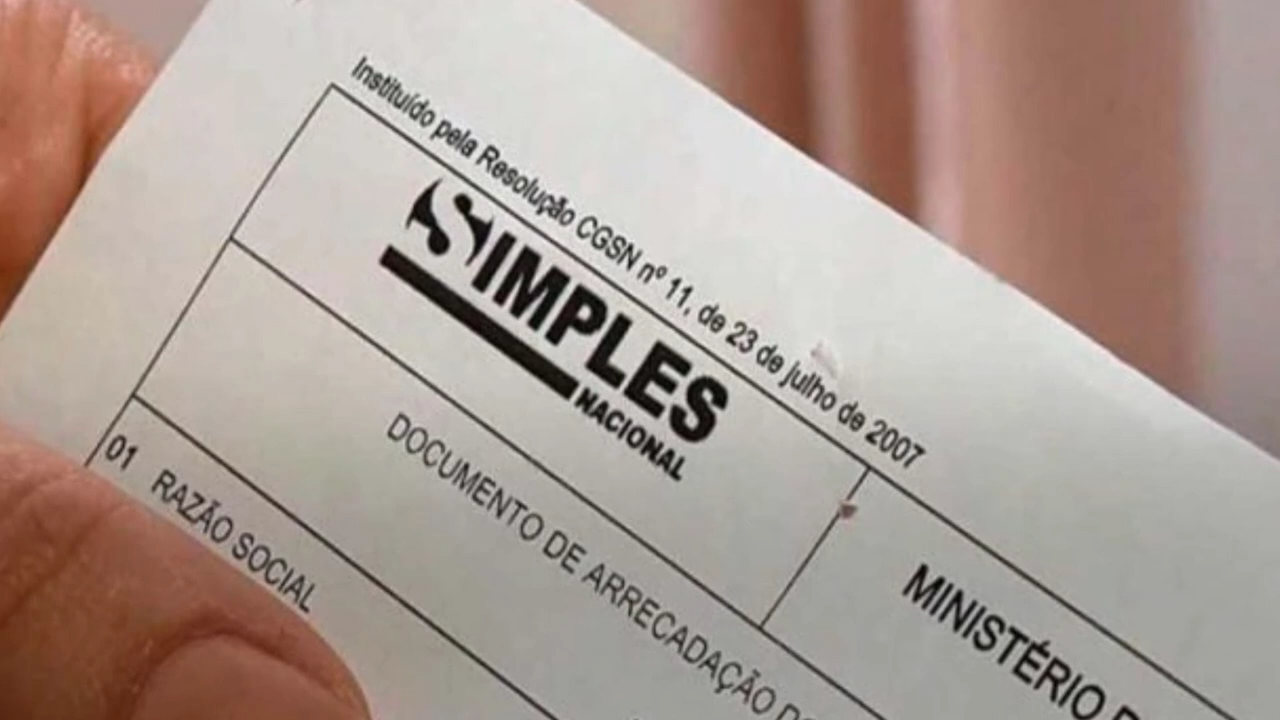 Instituído pela Resolução CGSN nº 11, de 23 de julho de 2007
SIMPLES
NACIONAL
MINISTÉRIO
DOCUMENTO DE ARRECADAÇÃO
01 RAZÃO SOCIAL